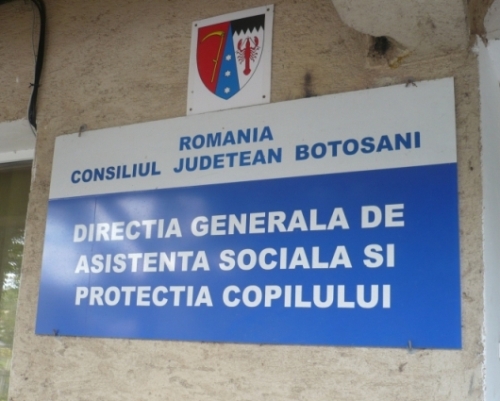 ROMANIA
CONSILIUL JUDETEAN BOTOSANI
DIRECTIA GENERALA DE
ASISTENTA SOCIALA SI
PROTECTIA COPILULUI